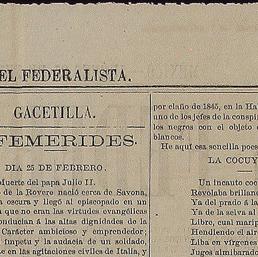 EL FEDERALISTA.
GACETILLA.
FEMERIDES.
DIA 25 DE FEBRERO.
Muerte del papa Julio II.
de la Rovero nació cerca de Savona,
oscura y llegó al episcopado en un
que no eran las virtudes evangélicas
conducian á las altas dignidades de la
Carácter ambicioso y emprendedor;
ímpetu y la audacia de un soldado,
en las agitaciones civiles de Italia, y
por el año de 1845, en la Ha
uno de los jefes de la conspi
los negros con el objeto
blancos.
He aquí esa sencilla poes
LA COCUY
Un incauto coc
Revolaba brillan
Ya del prado á la
Ya de la selva al
Libre, cual mari
Hendiendo el air
Liba en vírgenes
Jugos almibarado